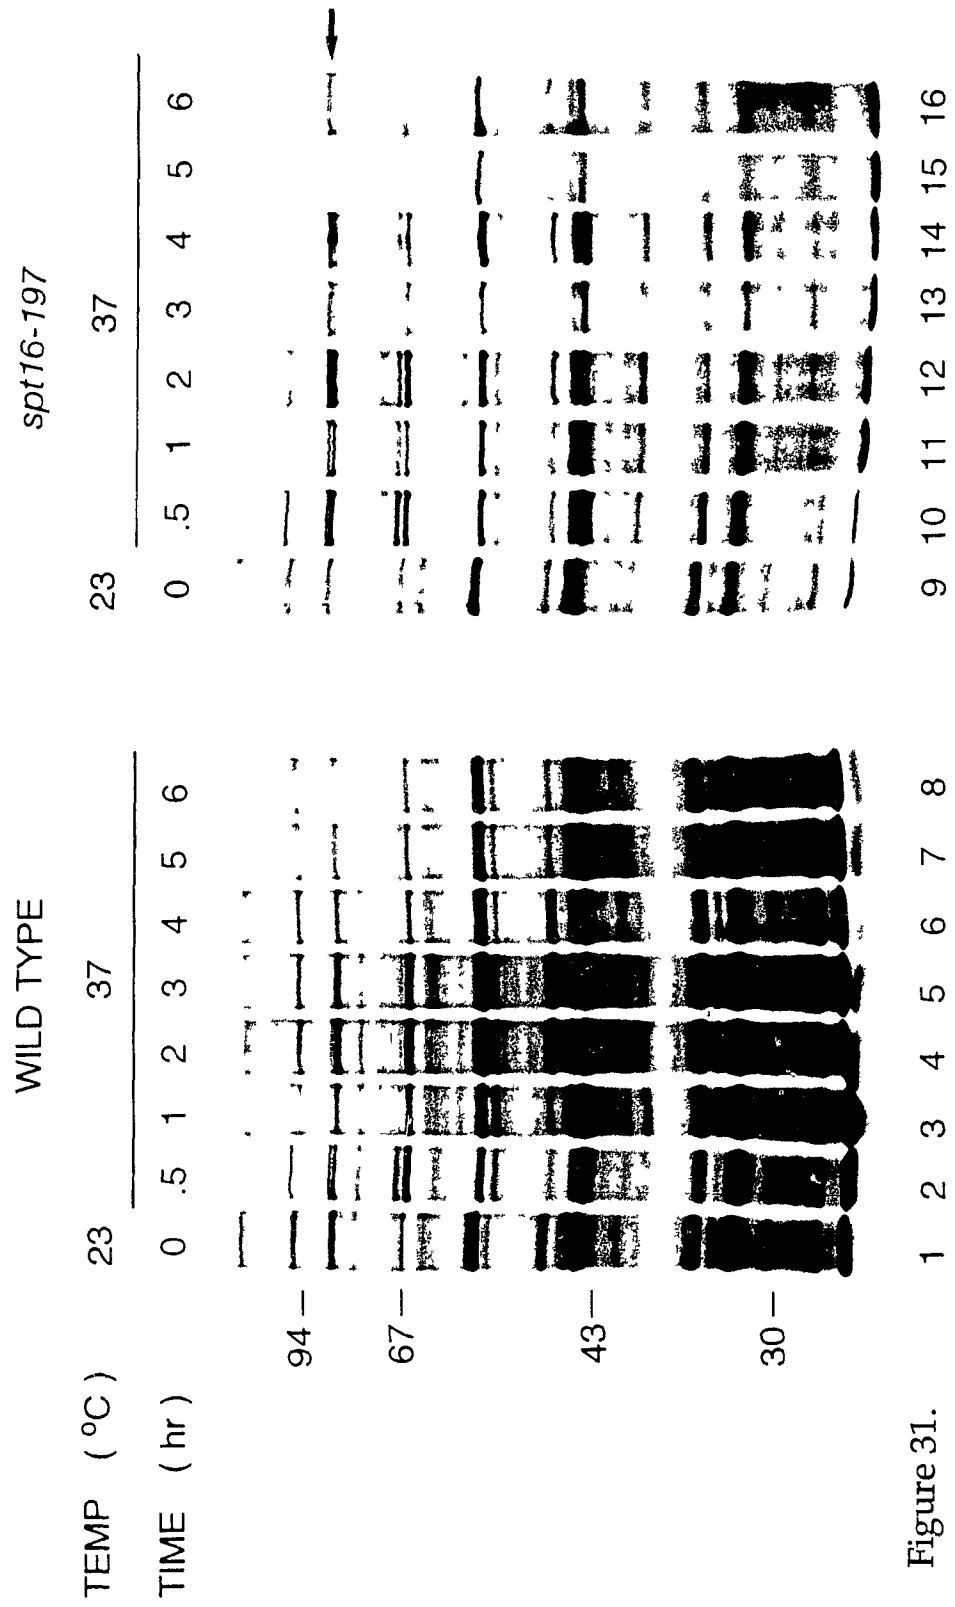 WILD TYPE spt16-197
TEMP (°C) 23 37 23 37
TIME (hr) 0 .5 1 2 3 4 5 6 0 .5 1 2 3 4 5 6
94 —
67 —
43 —
30 —
1 2 3 4 5 6 7 8 9 10 11 12 13 14 15 16
Figure 31.